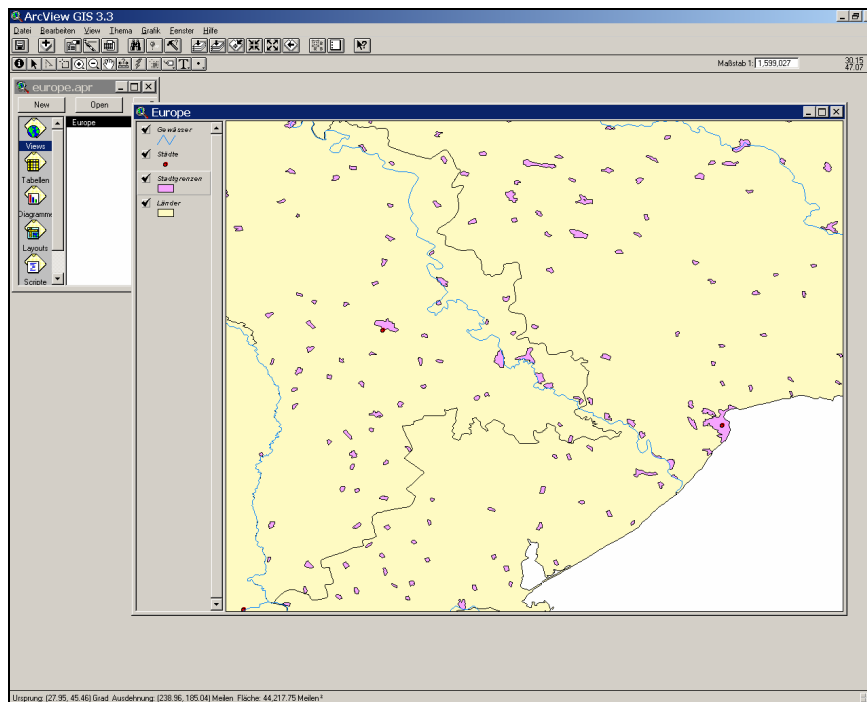 ArcView GIS 3.3
Datei Bearbeiten View Thema Grafik Fenster Hilfe
Maßstab 1: 1,599,027
30.15
47.07
europe.apr
New Open
Views
Tabellen
Diagramme
Layouts
Scripte
Europe
Europe
Gewässer
Städte
Stadtgrenzen
Länder
Ursprung: (27.95, 45.46) Grad Ausdehnung: (238.96, 185.04) Meilen Fläche: 44,217.75 Meilen²